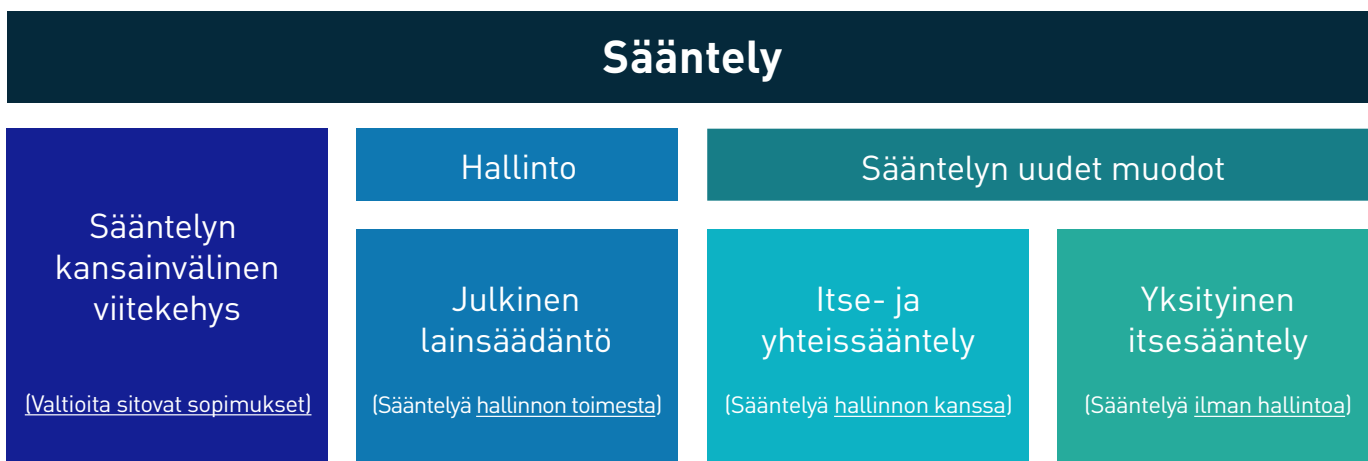 Sääntely
Sääntelyn
kansainvälinen
viitekehys
(Valtioita sitovat sopimukset)
Hallinto
Julkinen
lainsäädäntö
(Sääntelyä hallinnon toimesta)
Sääntelyn uudet muodot
Itse- ja
yhteissääntely
(Sääntelyä hallinnon kanssa)
Yksityinen
itsesääntely
(Sääntelyä ilman hallintoa)